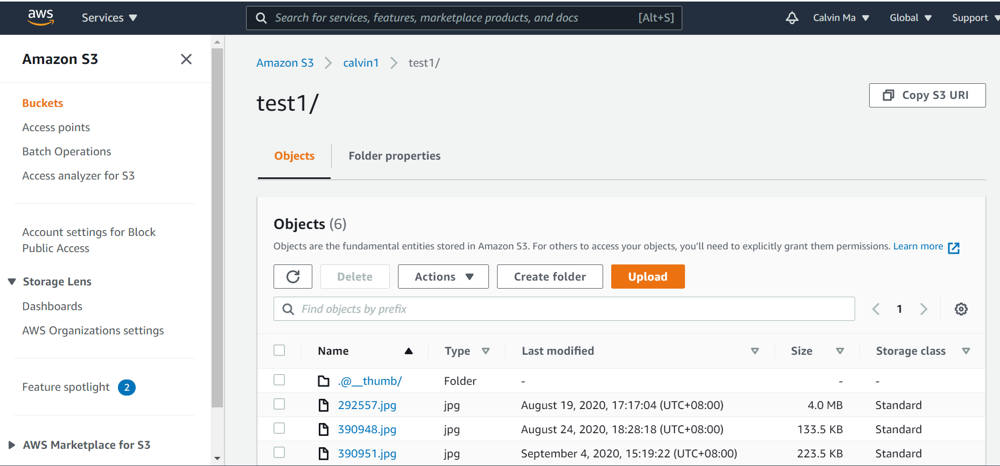 aws Services Search for services, features, marketplace products, and docs [Alt+S] Calvin Ma Global Support
Amazon S3
Buckets
Access points
Batch Operations
Access analyzer for S3
Account settings for Block
Public Access
Storage Lens
Dashboards
AWS Organizations settings
Feature spotlight 2
AWS Marketplace for S3
Amazon S3 calvin1 test1/
test1/
Copy S3 URI
Objects Folder properties
Objects (6)
Objects are the fundamental entities stored in Amazon S3. For others to access your objects, you’ll need to explicitly grant them permissions. Learn more
Delete Actions Create folder Upload
Find objects by prefix 1
Name Type Last modified Size Storage class
.@__thumb/ Folder - - -
292557.jpg jpg August 19, 2020, 17:17:04 (UTC+08:00) 4.0 MB Standard
390948.jpg jpg August 24, 2020, 18:28:18 (UTC+08:00) 133.5 KB Standard
390951.jpg jpg September 4, 2020, 15:19:22 (UTC+08:00) 223.5 KB Standard